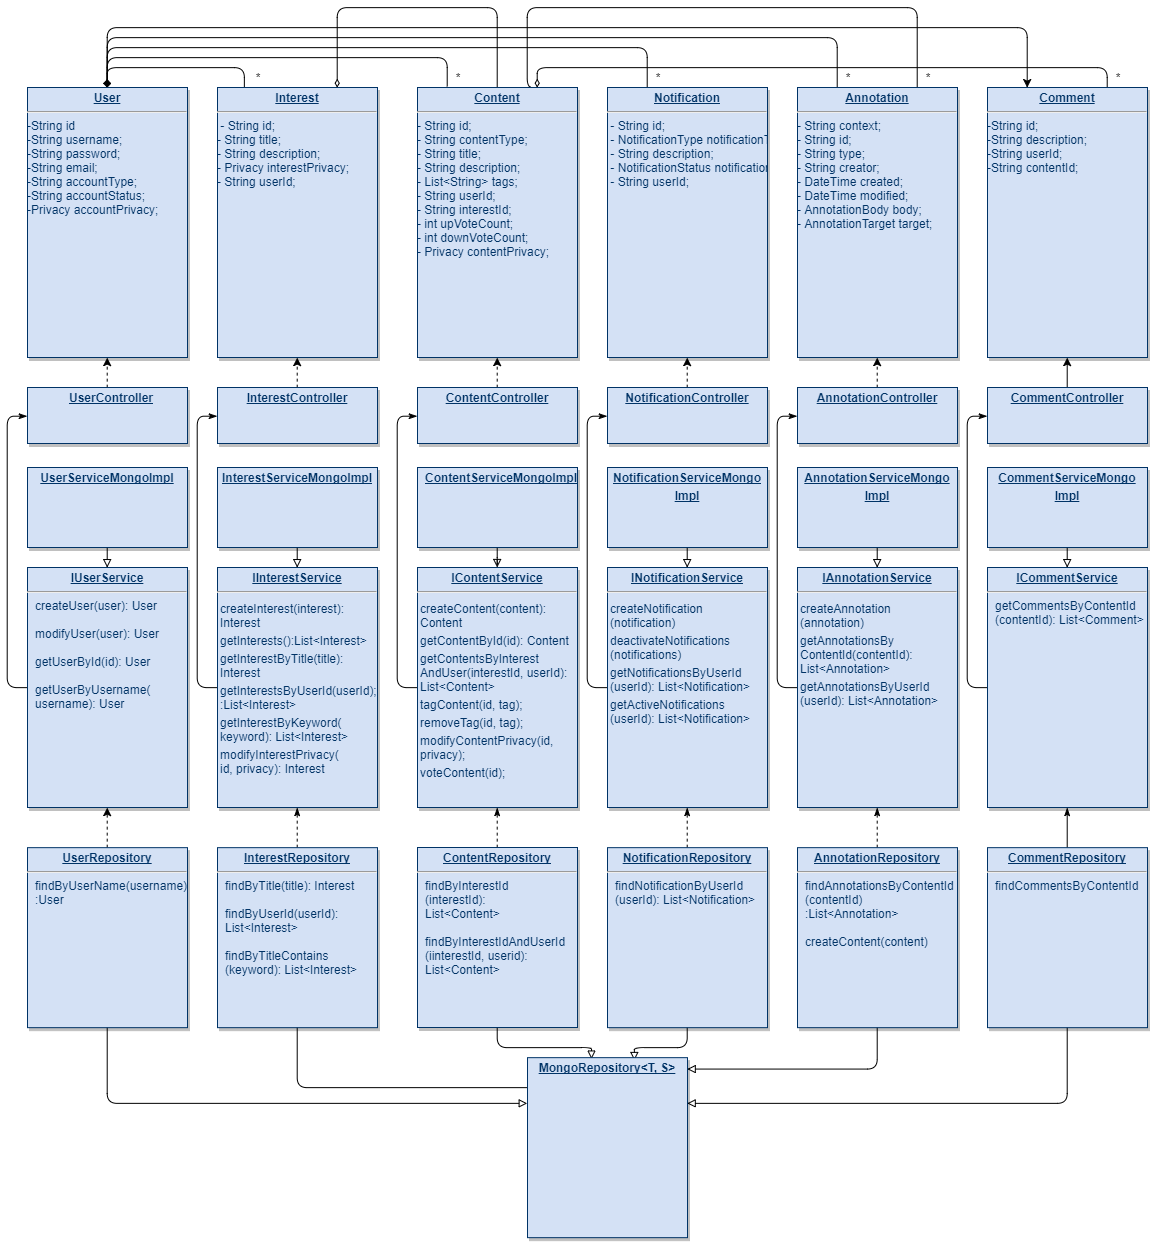 *
*
*
*
*
User
-String id
-String username;
-String password;
-String email;
-String accountType;
-String accountStatus;
-Privacy accountPrivacy;
Interest
- String id;
- String title;
- String description;
- Privacy interestPrivacy;
- String userId;
Content
- String id;
- String contentType;
- String title;
- String description;
- List<String> tags;
- String userId;
- String interestId;
- int upVoteCount;
- int downVoteCount;
- Privacy contentPrivacy;
Notification
- String id;
- NotificationType notificationT
- String description;
- NotificationStatus notification
- String userId;
Annotation
- String context;
- String id;
- String type;
- String creator;
- DateTime created;
- DateTime modified;
- AnnotationBody body;
- AnnotationTarget target;
Comment
-String id;
-String description;
-String userId;
-String contentId;
UserController
InterestController
ContentController
NotificationController
AnnotationController
CommentController
UserServiceMongoImpl
InterestServiceMongoImpl
ContentServiceMongoImpl
NotificationServiceMongo
Impl
AnnotationServiceMongo
Impl
CommentServiceMongo
Impl
IUserService
createUser(user): User
modifyUser(user): User
getUserById(id): User
getUserByUsername(
username): User
IInterestService
createInterest(interest):
Interest
getInterests():List<Interest>
getInterestByTitle(title):
Interest
getInterestsByUserId(userId);
:List<Interest>
getInterestByKeyword(
keyword): List<Interest>
modifyInterestPrivacy(
id, privacy): Interest
IContentService
createContent(content):
Content
getContentById(id): Content
getContentsByInterest
AndUser(interestId, userId):
List<Content>
tagContent(id, tag);
removeTag(id, tag);
modifyContentPrivacy(id,
privacy);
voteContent(id);
INotificationService
createNotification
(notification)
deactivateNotifications
(notifications)
getNotificationsByUserId
(userId): List<Notification>
getActiveNotifications
(userId): List<Notification>
IAnnotationService
createAnnotation
(annotation)
getAnnotationsBy
ContentId(contentId):
List<Annotation>
getAnnotationsByUserId
(userId): List<Annotation>
ICommentService
getCommentsByContentId
(contentId): List<Comment>
UserRepository
findByUserName(username)
:User
InterestRepository
findByTitle(title): Interest
findByUserId(userId):
List<Interest>
findByTitleContains
(keyword): List<Interest>
ContentRepository
findByInterestId
(interestId):
List<Content>
findByInterestIdAndUserId
(iinterestId, userid):
List<Content>
NotificationRepository
findNotificationByUserId
(userId): List<Notification>
AnnotationRepository
findAnnotationsByContentId
(contentId)
:List<Annotation>
createContent(content)
CommentRepository
findCommentsByContentId
MongoRepository<T, S>